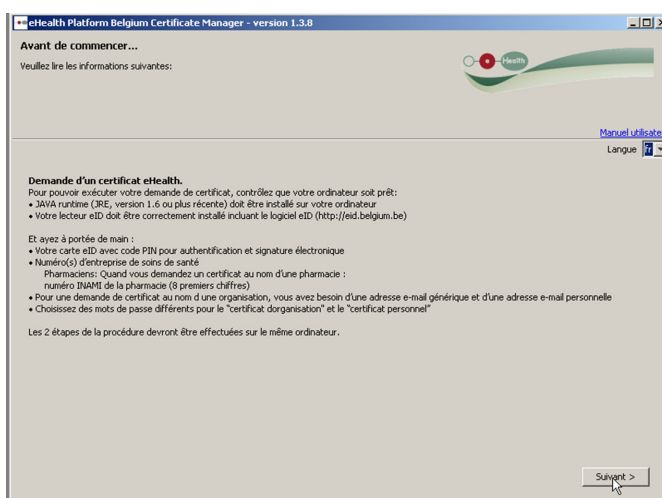 eHealth Platform Belgium Certificate Manager - version 1.3.8
Avant de commencer...
Veuillez lire les informations suivantes:
Health
Manuel utilisate
Langue fr
Demande d'un certificat eHealth.
Pour pouvoir exécuter votre demande de certificat, contrôlez que votre ordinateur soit prêt:
• JAVA runtime (JRE, version 1.6 ou plus récente) doit être installé sur votre ordinateur
• Votre lecteur eID doit être correctement installé incluant le logiciel eID (http://eid.belgium.be)
Et ayez à portée de main :
• Votre carte eID avec code PIN pour authentification et signature électronique
• Numéro(s) d'entreprise de soins de santé
Pharmaciens: Quand vous demandez un certificat au nom d'une pharmacie :
numéro INAMI de la pharmacie (8 premiers chiffres)
• Pour une demande de certificat au nom d une organisation, vous avez besoin d'une adresse e-mail générique et d'une adresse e-mail personnelle
• Choisissez des mots de passe différents pour le "certificat dorganisation" et le "certificat personnel"
Les 2 étapes de la procédure devront être effectuées sur le même ordinateur.
Suivant >